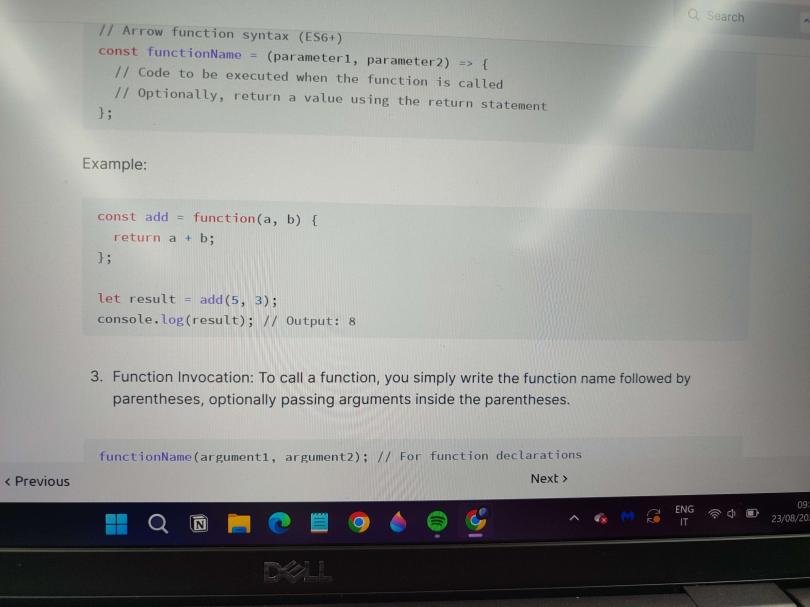 Search
// Arrow function syntax (ES6+)
const functionName = (parameter1, parameter2) => {
// Code to be executed when the function is called
// Optionally, return a value using the return statement
};
Example:
const add = function(a, b) {
return a + b;
};
let result = add(5, 3);
console.log(result); // Output: 8
3. Function Invocation: To call a function, you simply write the function name followed by
parentheses, optionally passing arguments inside the parentheses.
functionName(argument1, argument2); // For function declarations
< Previous
Next >
ENG
IT
09:
23/08/20
DELL